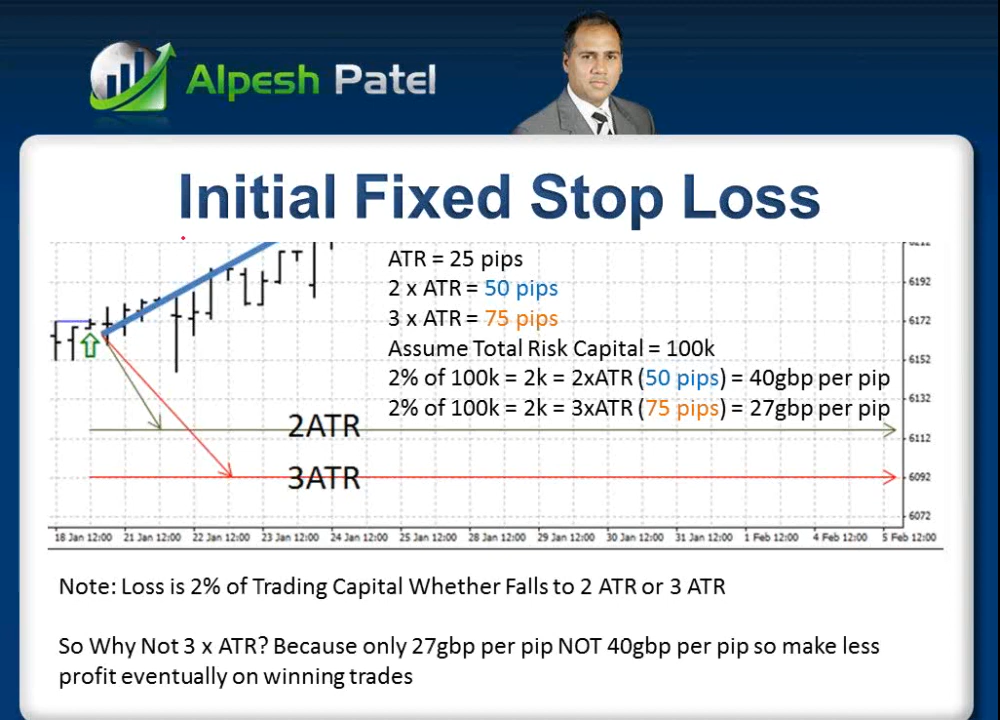 Alpesh Patel
Initial Fixed Stop Loss
ATR = 25 pips
2 x ATR = 50 pips
3 x ATR = 75 pips
Assume Total Risk Capital = 100k
2% of 100k = 2k = 2xATR (50 pips) = 40gbp per pip
2% of 100k = 2k = 3xATR (75 pips) = 27gbp per pip
6192
6172
6152
6132
6112
6092
6072
2ATR
3ATR
18 Jan 12:00 21 Jan 12:00 22 Jan 12:00 23 Jan 12:00 24 Jan 12:00 25 Jan 12:00 28 Jan 12:00 29 Jan 12:00 30 Jan 12:00 31 Jan 12:00 1 Feb 12:00 4 Feb 12:00 5 Feb 12:00
Note: Loss is 2% of Trading Capital Whether Falls to 2 ATR or 3 ATR
So Why Not 3 x ATR? Because only 27gbp per pip NOT 40gbp per pip so make less
profit eventually on winning trades